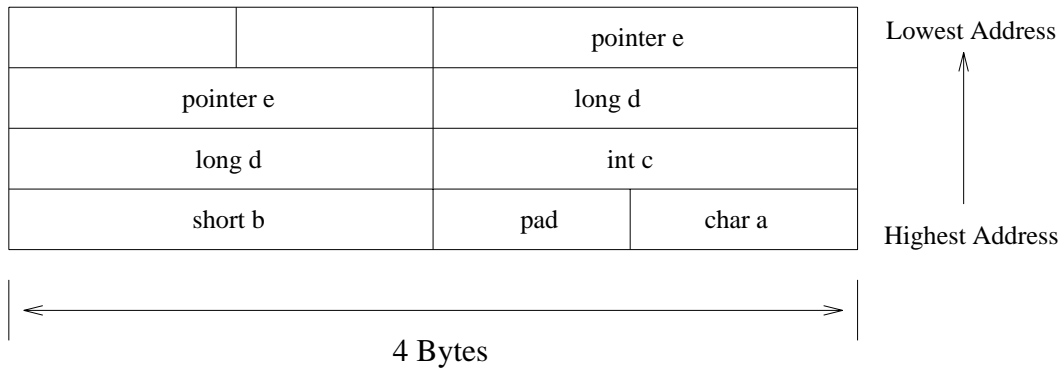 pointer e Lowest Address
pointer e long d
long d int c
short b pad char a Highest Address
4 Bytes